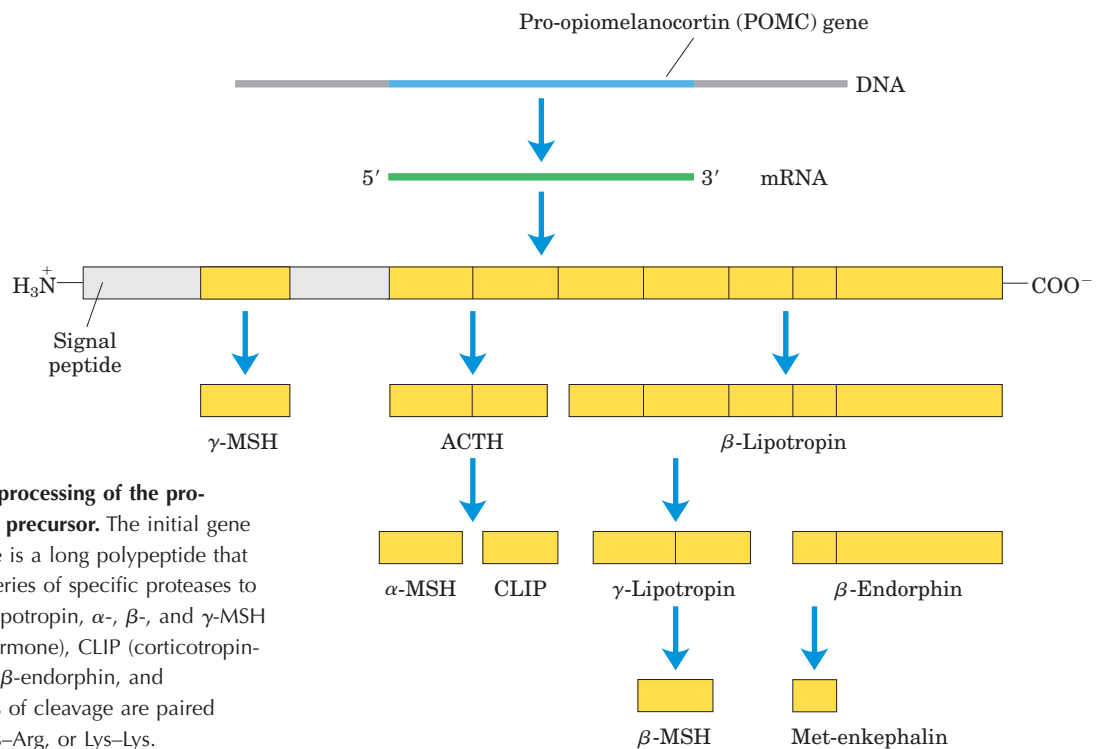 Pro-opiomelanocortin (POMC) gene
DNA
5′ 3′ mRNA
H₃N⁺ COO⁻
Signal
peptide
γ-MSH ACTH β-Lipotropin
processing of the pro-
precursor. The initial gene
is a long polypeptide that
eries of specific proteases to
potropin, α-, β-, and γ-MSH
rmone), CLIP (corticotropin-
β-endorphin, and
s of cleavage are paired
–Arg, or Lys–Lys.
α-MSH CLIP γ-Lipotropin β-Endorphin
β-MSH Met-enkephalin